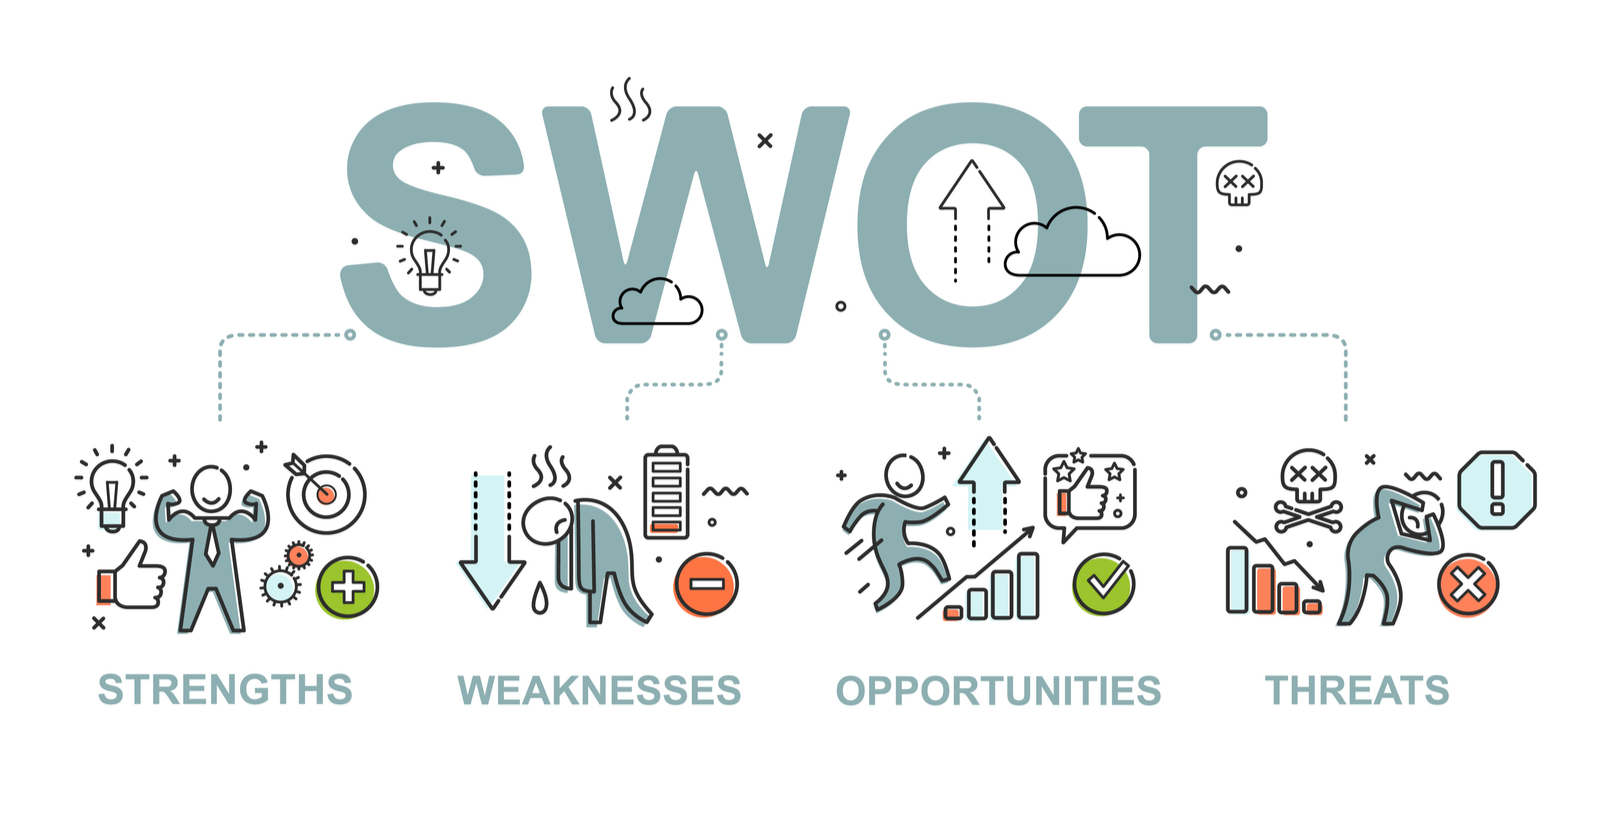 SWOT
STRENGTHS
WEAKNESSES
OPPORTUNITIES
THREATS